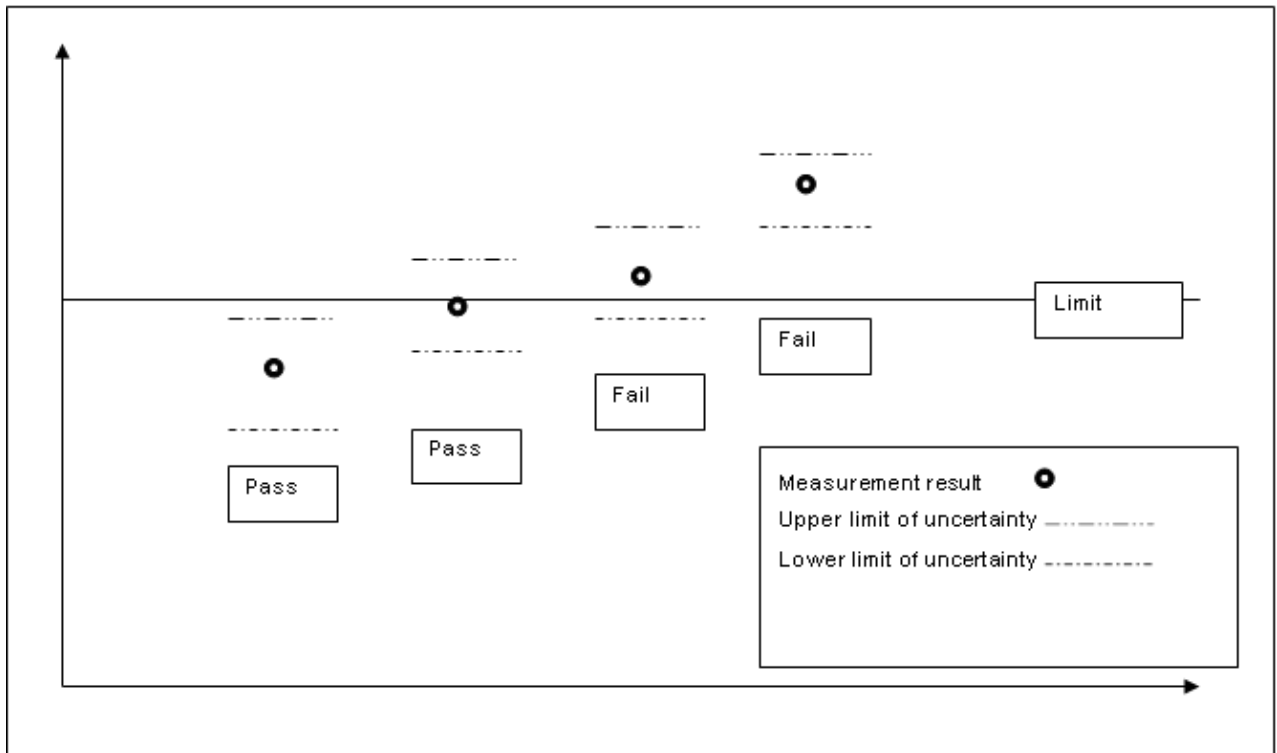 Limit
Fail
Fail
Pass
Pass
Measurement result
Upper limit of uncertainty
Lower limit of uncertainty